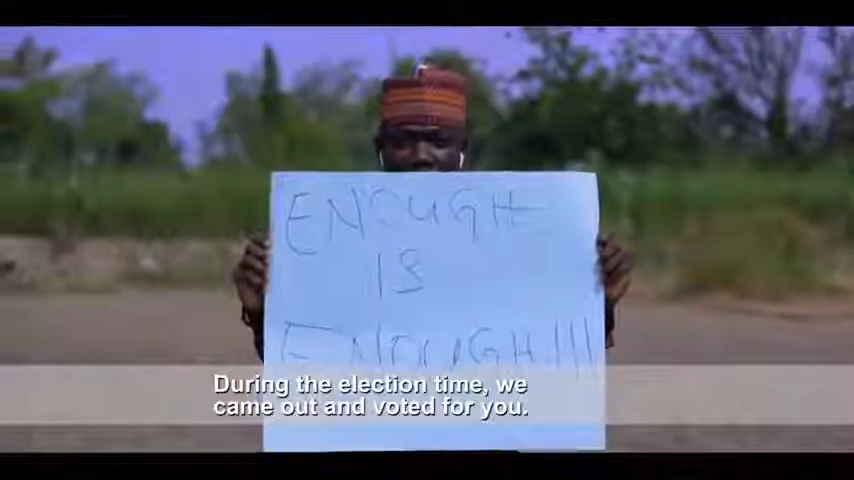 ENOUGH
IS
ENOUGH!!!
During the election time, we
came out and voted for you.